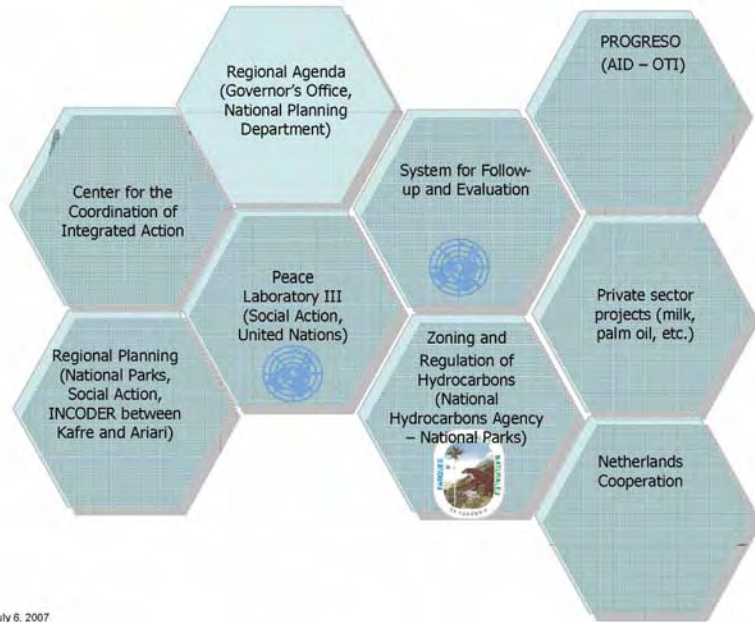 Regional Agenda
(Governor's Office,
National Planning
Department)
PROGRESO
(AID – OTI)
Center for the
Coordination of
Integrated Action
System for Follow-
up and Evaluation
Peace
Laboratory III
(Social Action,
United Nations)
Private sector
projects (milk,
palm oil, etc.)
Regional Planning
(National Parks,
Social Action,
INCODER between
Kafre and Ariari)
Zoning and
Regulation of
Hydrocarbons
(National
Hydrocarbons Agency
– National Parks)
PARQUES
NATURALES
Netherlands
Cooperation
uly 6, 2007